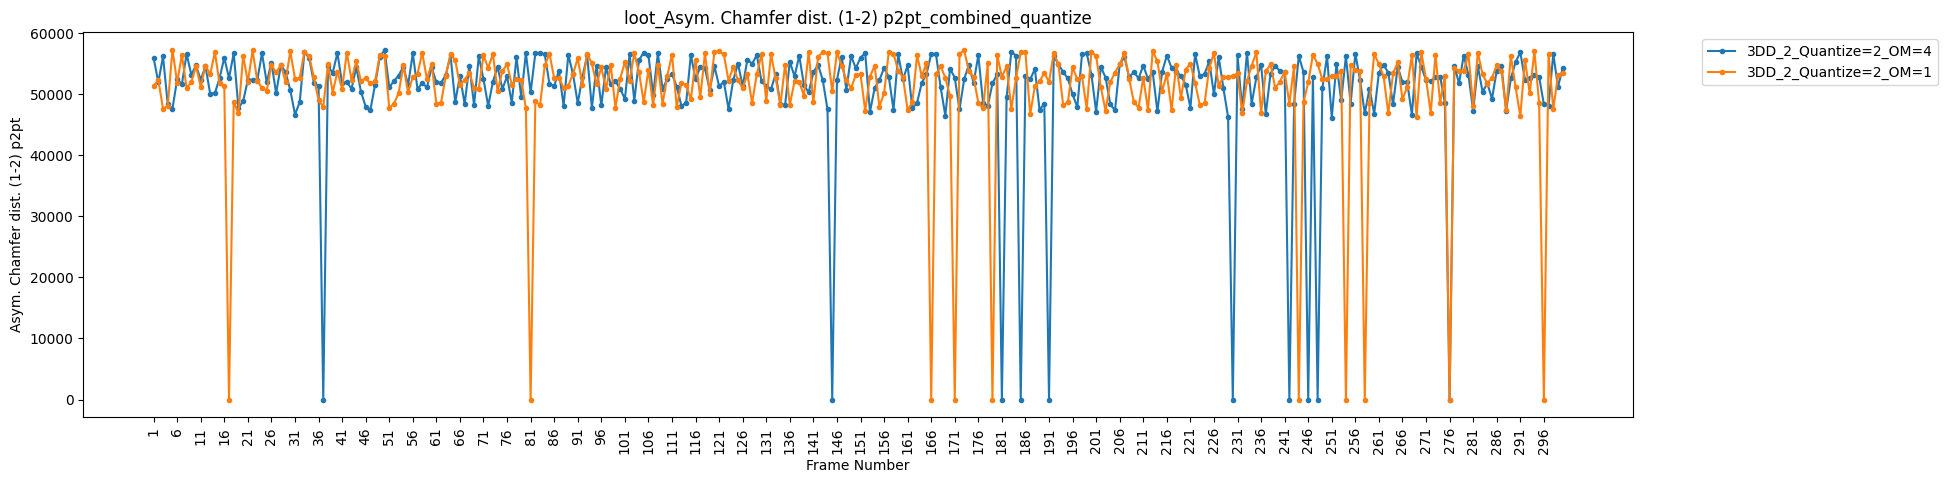 loot_Asym. Chamfer dist. (1-2) p2pt_combined_quantize
60000
50000
40000
30000
20000
10000
0
Asym. Chamfer dist. (1-2) p2pt
1 6 11 16 21 26 31 36 41 46 51 56 61 66 71 76 81 86 91 96 101 106 111 116 121 126 131 136 141 146 151 156 161 166 171 176 181 186 191 196 201 206 211 216 221 226 231 236 241 246 251 256 261 266 271 276 281 286 291 296
Frame Number
3DD_2_Quantize=2_OM=4
3DD_2_Quantize=2_OM=1